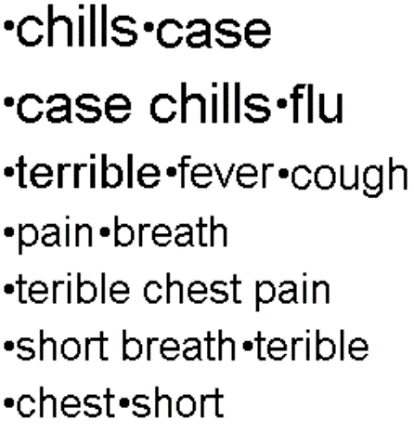 •chills•case
•case chills•flu
•terrible•fever•cough
•pain•breath
•terible chest pain
•short breath•terible
•chest•short